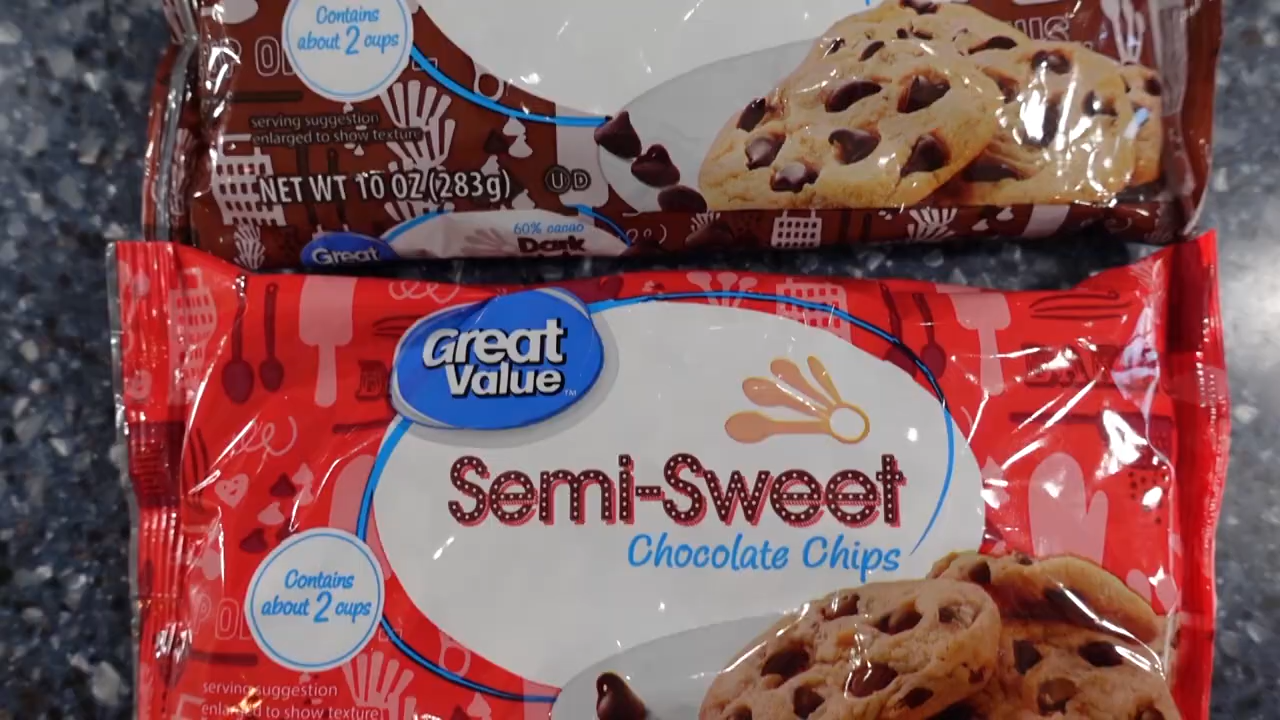 Contains
about 2 cups
serving suggestion
enlarged to show texture
NET WT 10 OZ (283g)
U D
60% cacao
Dark
Great
Great
Value
TM
Semi-Sweet
Chocolate Chips
Contains
about 2 cups
serving suggestion
enlarged to show texture